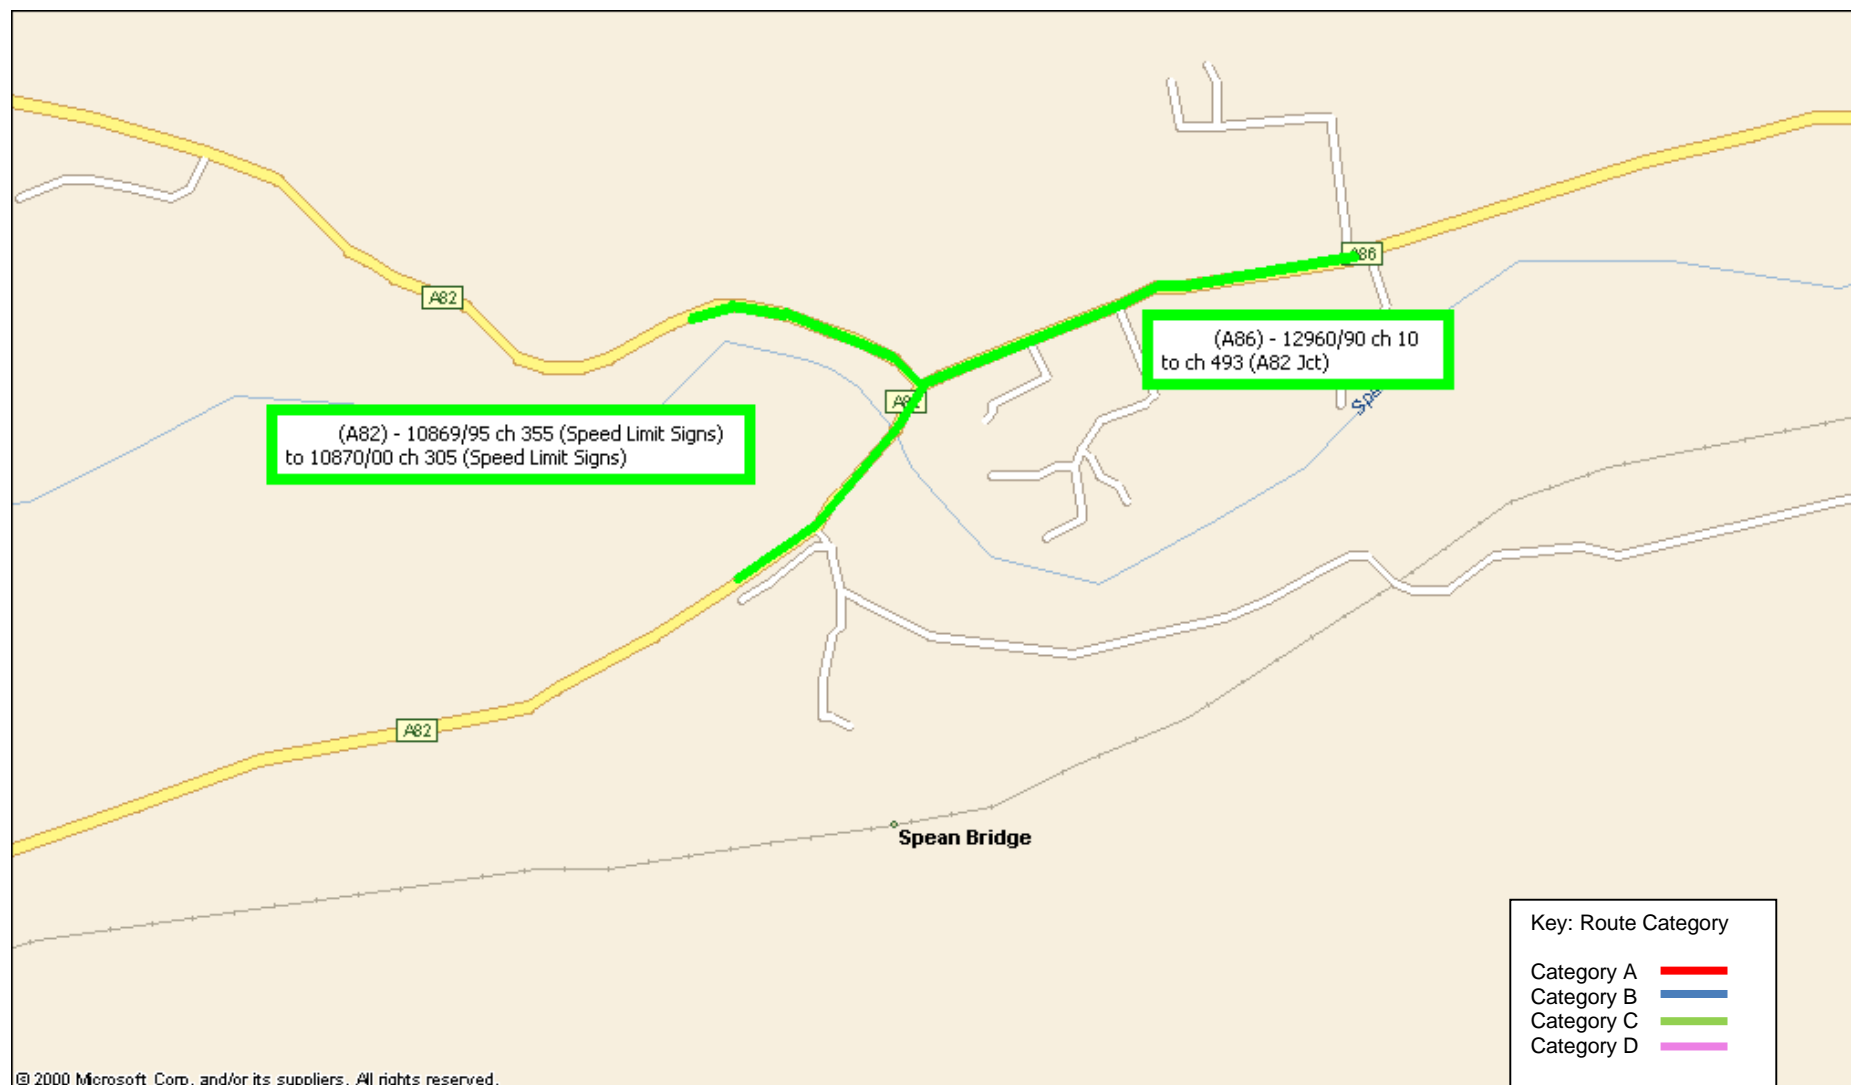 A82
A86
(A86) - 12960/90 ch 10
to ch 493 (A82 Jct)
(A82) - 10869/95 ch 355 (Speed Limit Signs)
to 10870/00 ch 305 (Speed Limit Signs)
A82
Spean Bridge
Key: Route Category
Category A
Category B
Category C
Category D
© 2000 Microsoft Corp. and/or its suppliers. All rights reserved.